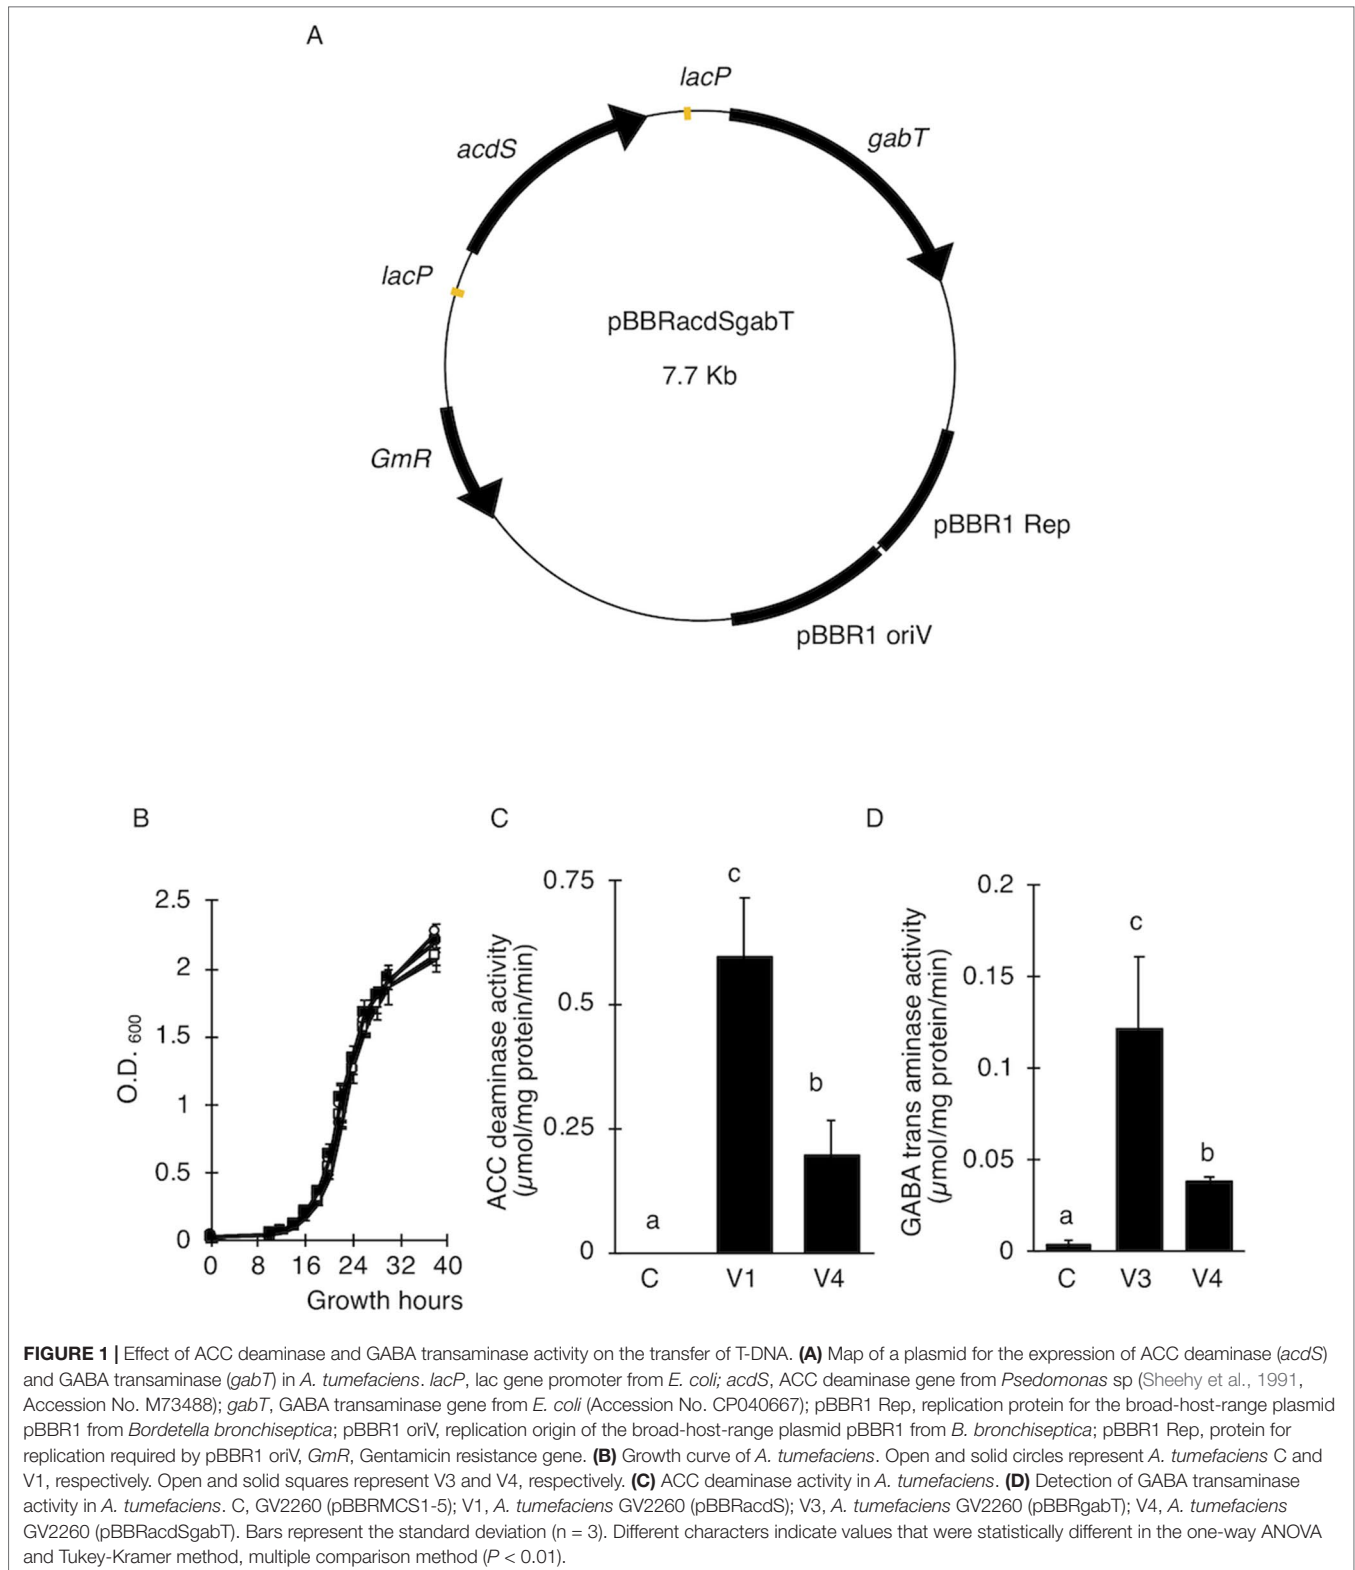 A
lacP
acdS
gabT
lacP
pBBRacdSgabT
7.7 Kb
GmR
pBBR1 Rep
pBBR1 oriV
B
2.5
2
1.5
1
0.5
0
O.D. 600
0 8 16 24 32 40
Growth hours
C
0.75
0.5
0.25
0
ACC deaminase activity
(µmol/mg protein/min)
a
c
b
C V1 V4
D
0.2
0.15
0.1
0.05
0
GABA trans aminase activity
(µmol/mg protein/min)
a
c
b
C V3 V4
FIGURE 1 | Effect of ACC deaminase and GABA transaminase activity on the transfer of T-DNA. (A) Map of a plasmid for the expression of ACC deaminase (acdS)
and GABA transaminase (gabT) in A. tumefaciens. lacP, lac gene promoter from E. coli; acdS, ACC deaminase gene from Psedomonas sp (Sheehy et al., 1991,
Accession No. M73488); gabT, GABA transaminase gene from E. coli (Accession No. CP040667); pBBR1 Rep, replication protein for the broad-host-range plasmid
pBBR1 from Bordetella bronchiseptica; pBBR1 oriV, replication origin of the broad-host-range plasmid pBBR1 from B. bronchiseptica; pBBR1 Rep, protein for
replication required by pBBR1 oriV, GmR, Gentamicin resistance gene. (B) Growth curve of A. tumefaciens. Open and solid circles represent A. tumefaciens C and
V1, respectively. Open and solid squares represent V3 and V4, respectively. (C) ACC deaminase activity in A. tumefaciens. (D) Detection of GABA transaminase
activity in A. tumefaciens. C, GV2260 (pBBRMCS1-5); V1, A. tumefaciens GV2260 (pBBRacdS); V3, A. tumefaciens GV2260 (pBBRgabT); V4, A. tumefaciens
GV2260 (pBBRacdSgabT). Bars represent the standard deviation (n = 3). Different characters indicate values that were statistically different in the one-way ANOVA
and Tukey-Kramer method, multiple comparison method (P < 0.01).